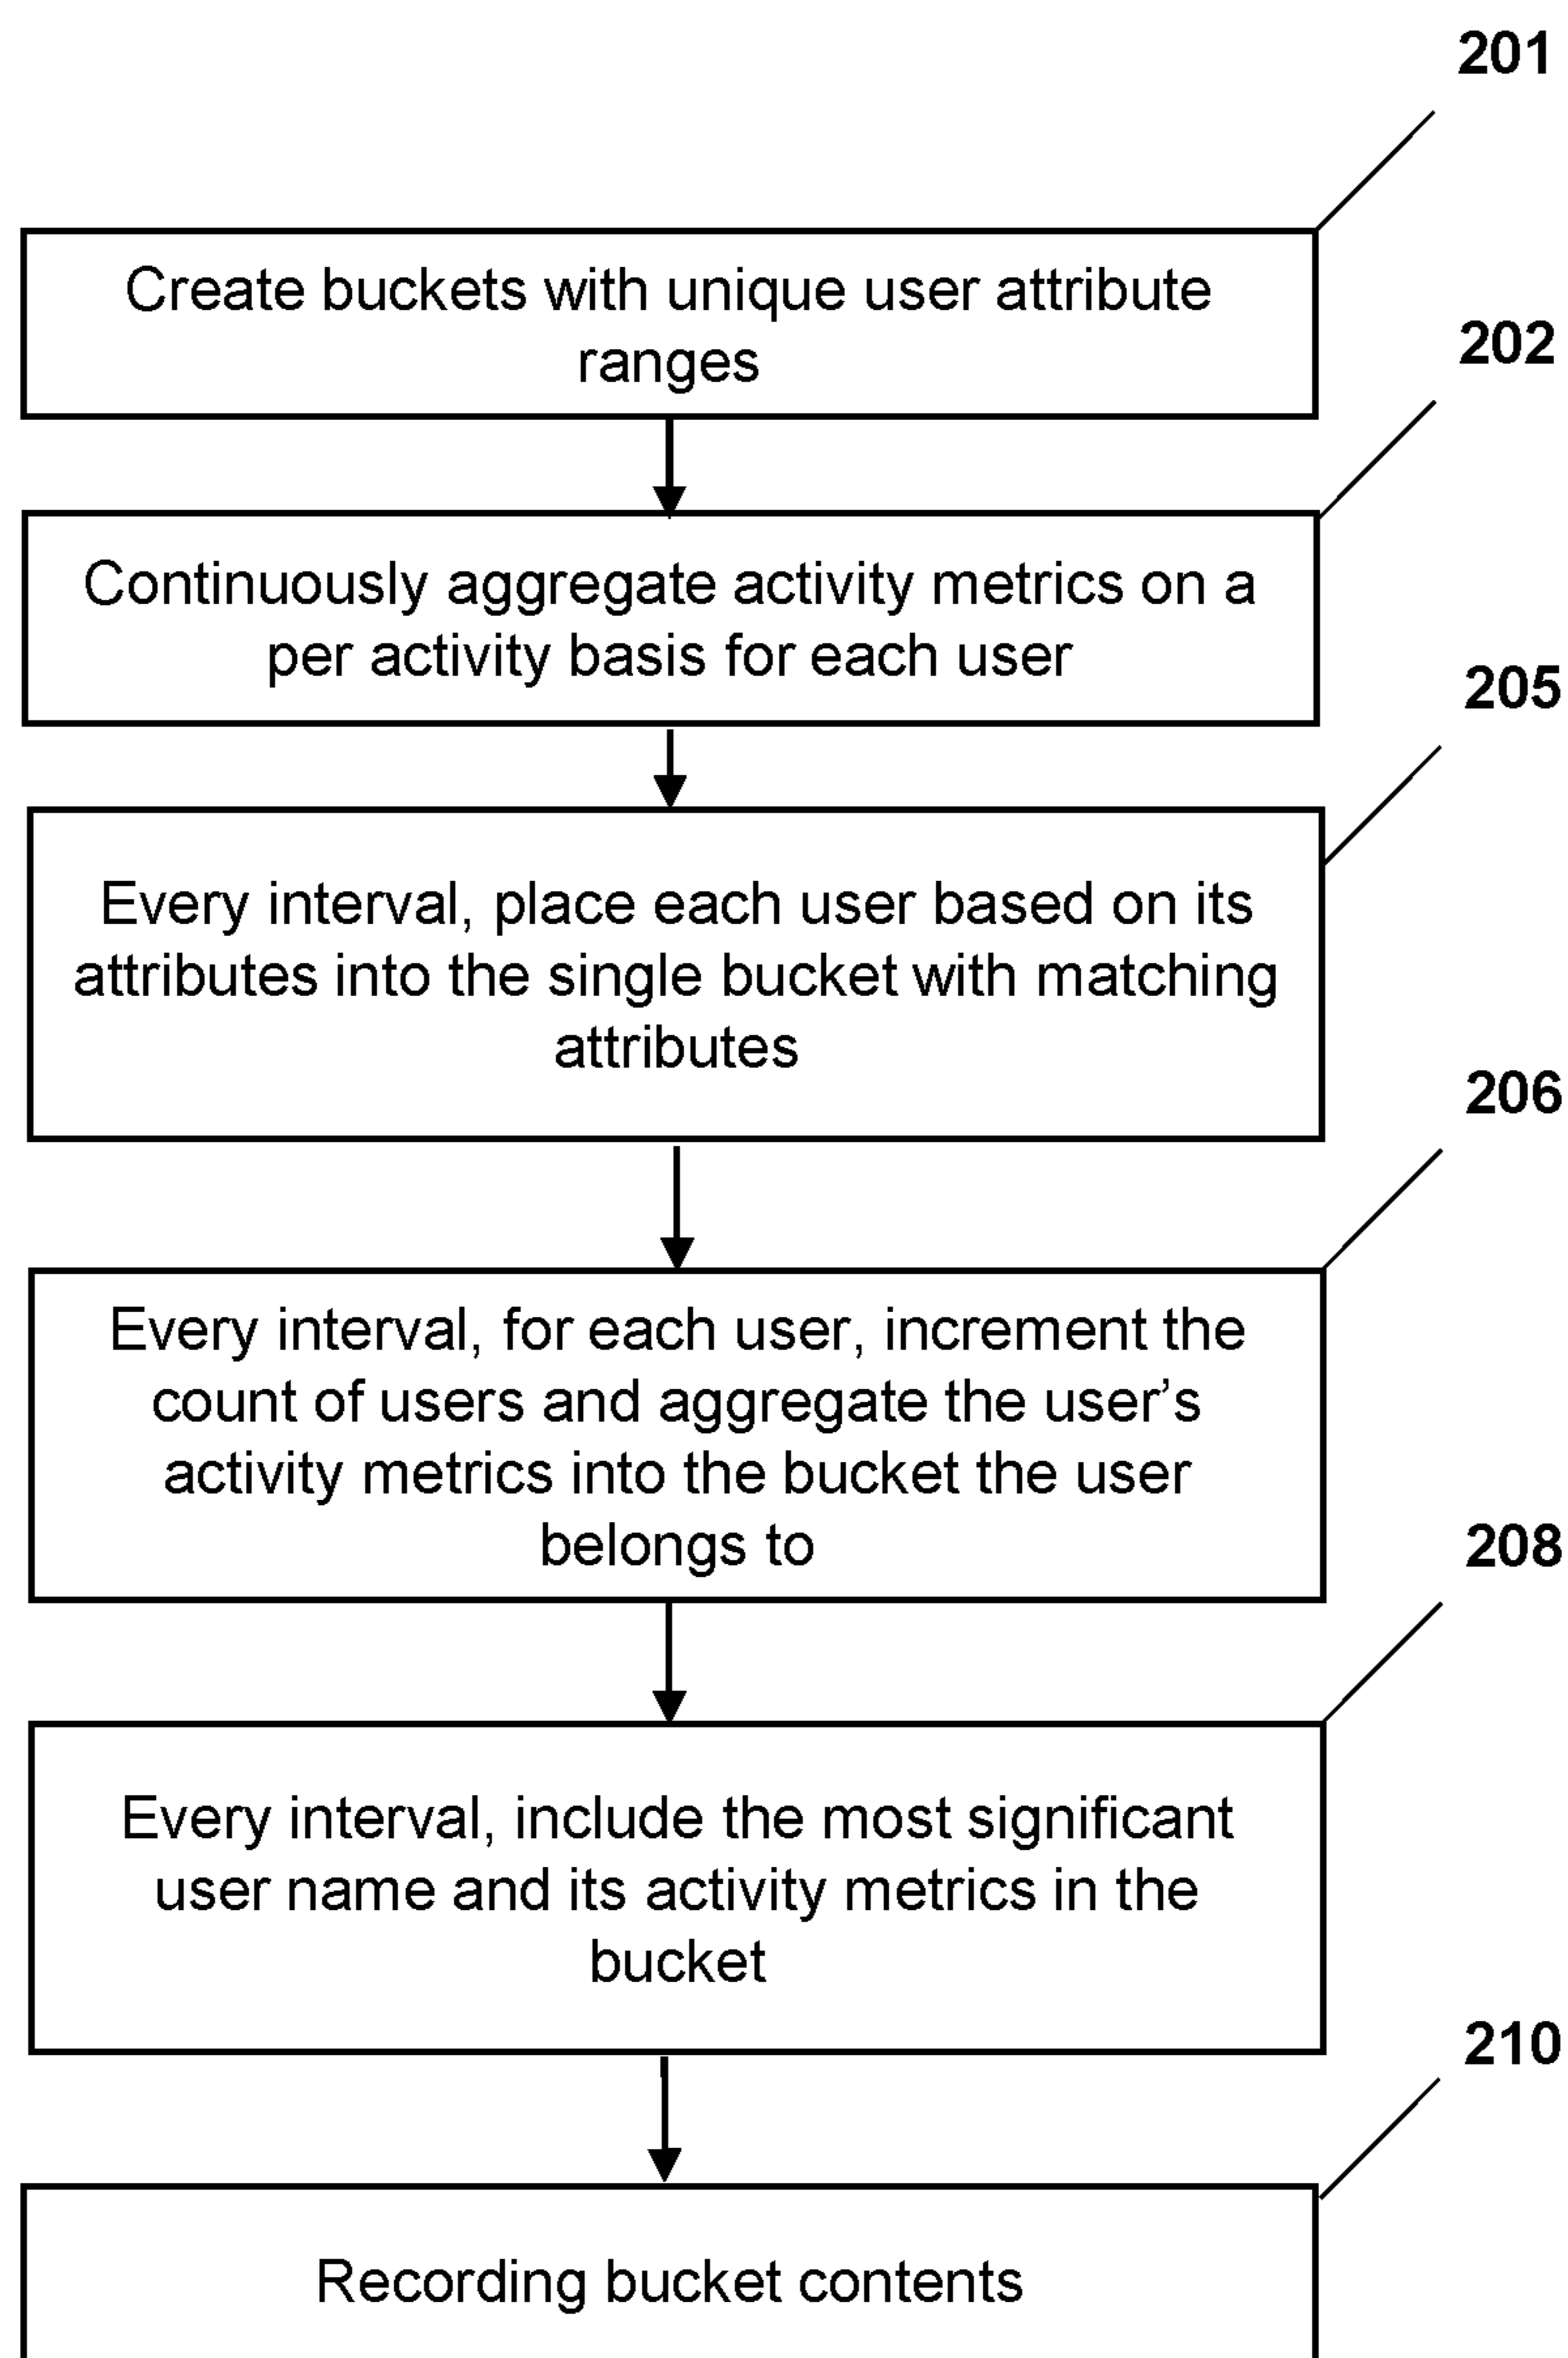 201
Create buckets with unique user attribute
ranges
202
Continuously aggregate activity metrics on a
per activity basis for each user
205
Every interval, place each user based on its
attributes into the single bucket with matching
attributes
206
Every interval, for each user, increment the
count of users and aggregate the user's
activity metrics into the bucket the user
belongs to
208
Every interval, include the most significant
user name and its activity metrics in the
bucket
210
Recording bucket contents